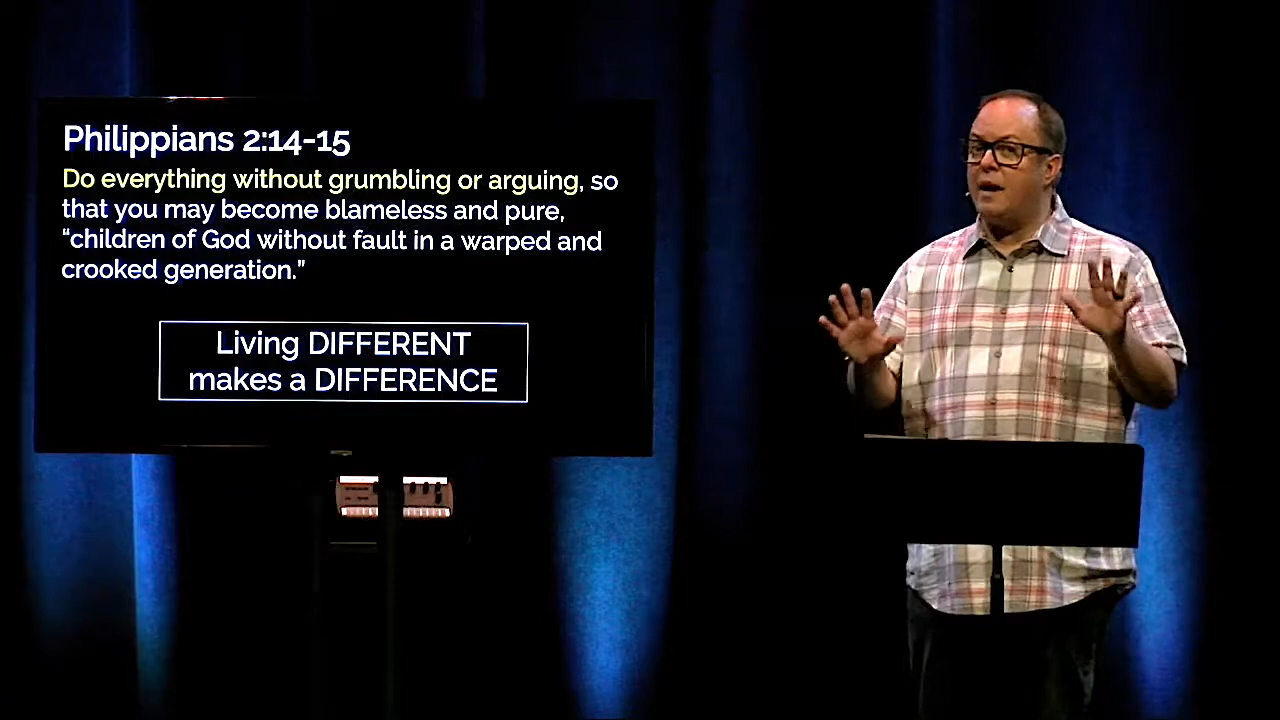 Philippians 2:14-15
Do everything without grumbling or arguing, so
that you may become blameless and pure,
“children of God without fault in a warped and
crooked generation.”
Living DIFFERENT
makes a DIFFERENCE